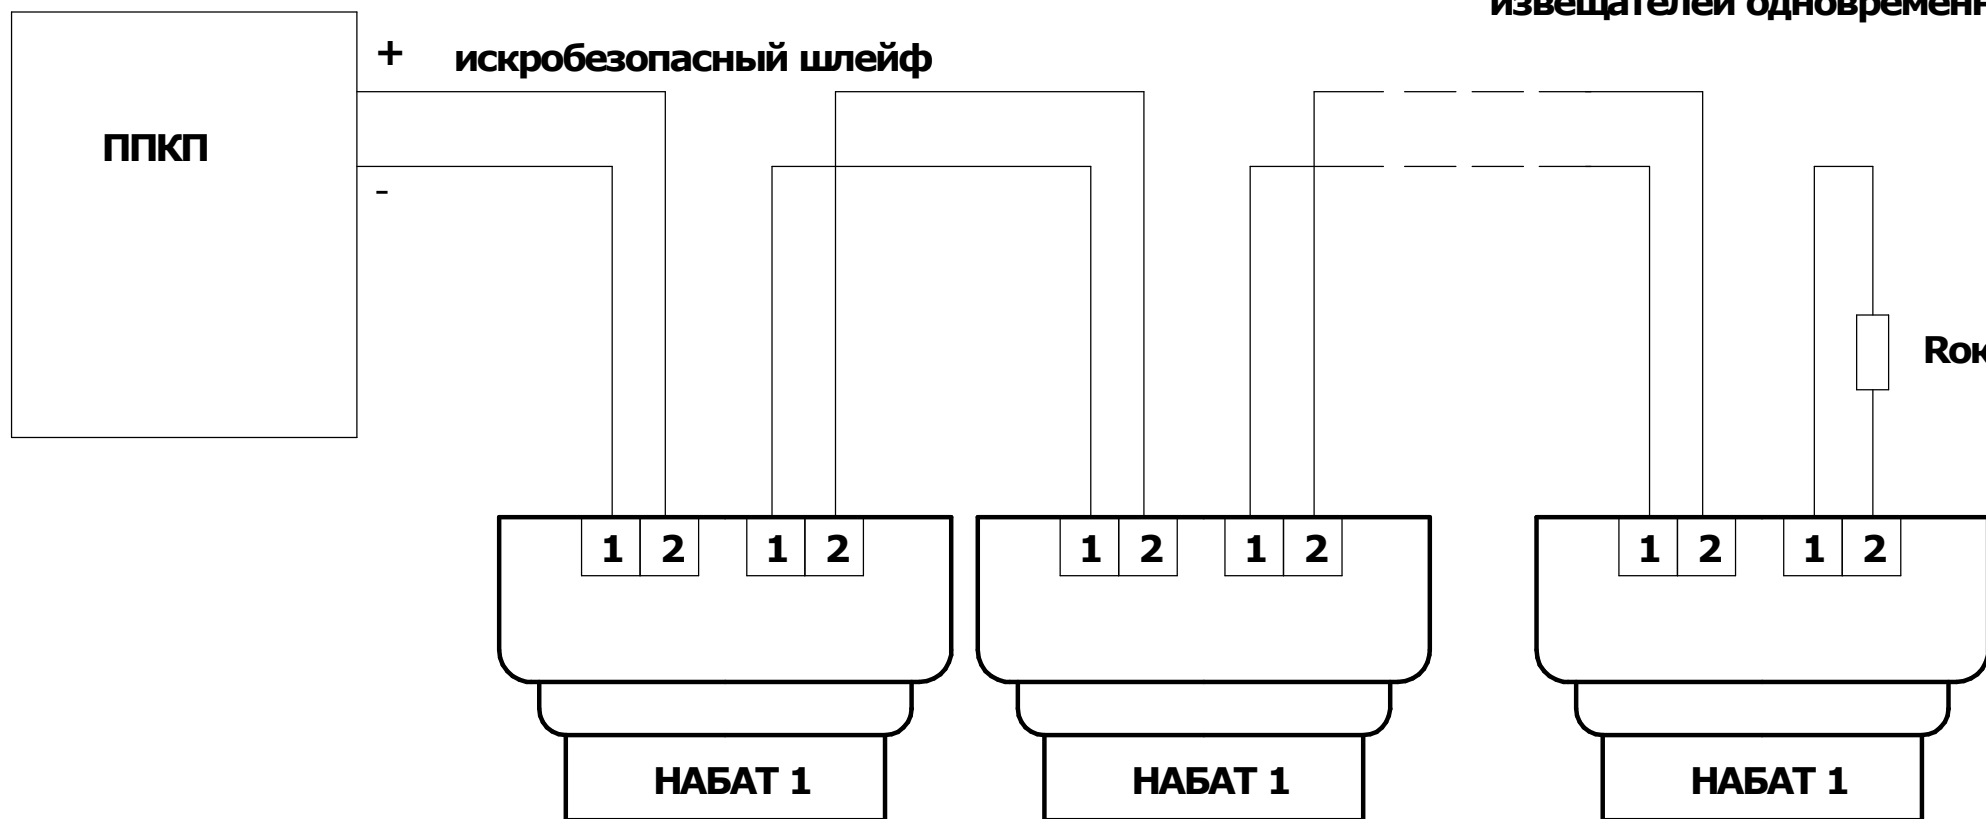 извещателей
+ искробезопасный шлейф
ППКП
-
Rок
1 2 1 2 1 2 1 2 1 2 1 2
НАБАТ 1 НАБАТ 1 НАБАТ 1